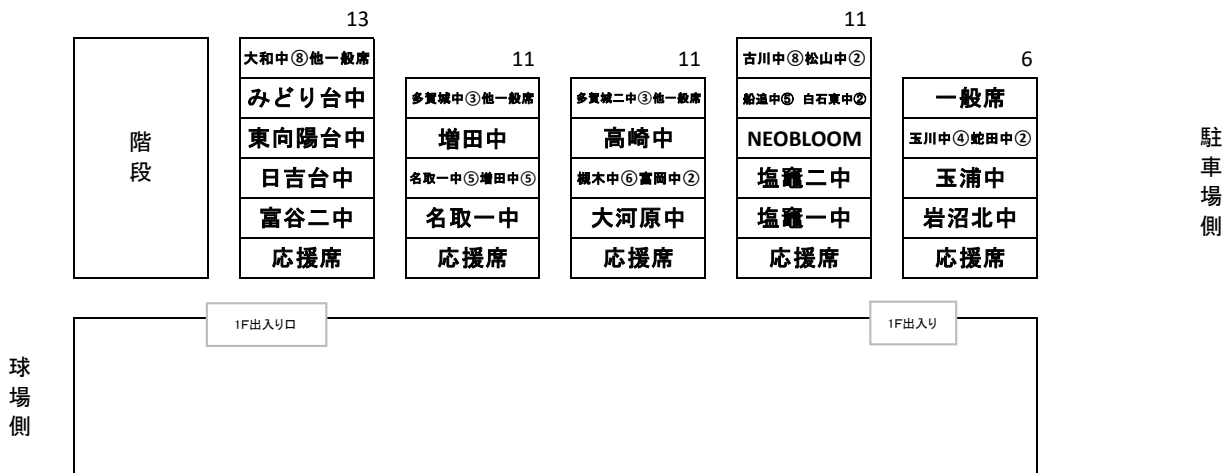 13
11
11
11
6
階段
大和中⑧他一般席
みどり台中
東向陽台中
日吉台中
富谷二中
応援席
多賀城中③他一般席
増田中
名取一中⑤増田中⑤
名取一中
応援席
多賀城二中③他一般席
高崎中
槻木中⑥富岡中②
大河原中
応援席
古川中⑧松山中②
船迫中⑤ 白石東中②
NEOBLOOM
塩竈二中
塩竈一中
応援席
一般席
玉川中④蛇田中②
玉浦中
岩沼北中
応援席
駐車場側
1F出入り口
1F出入り
球場側